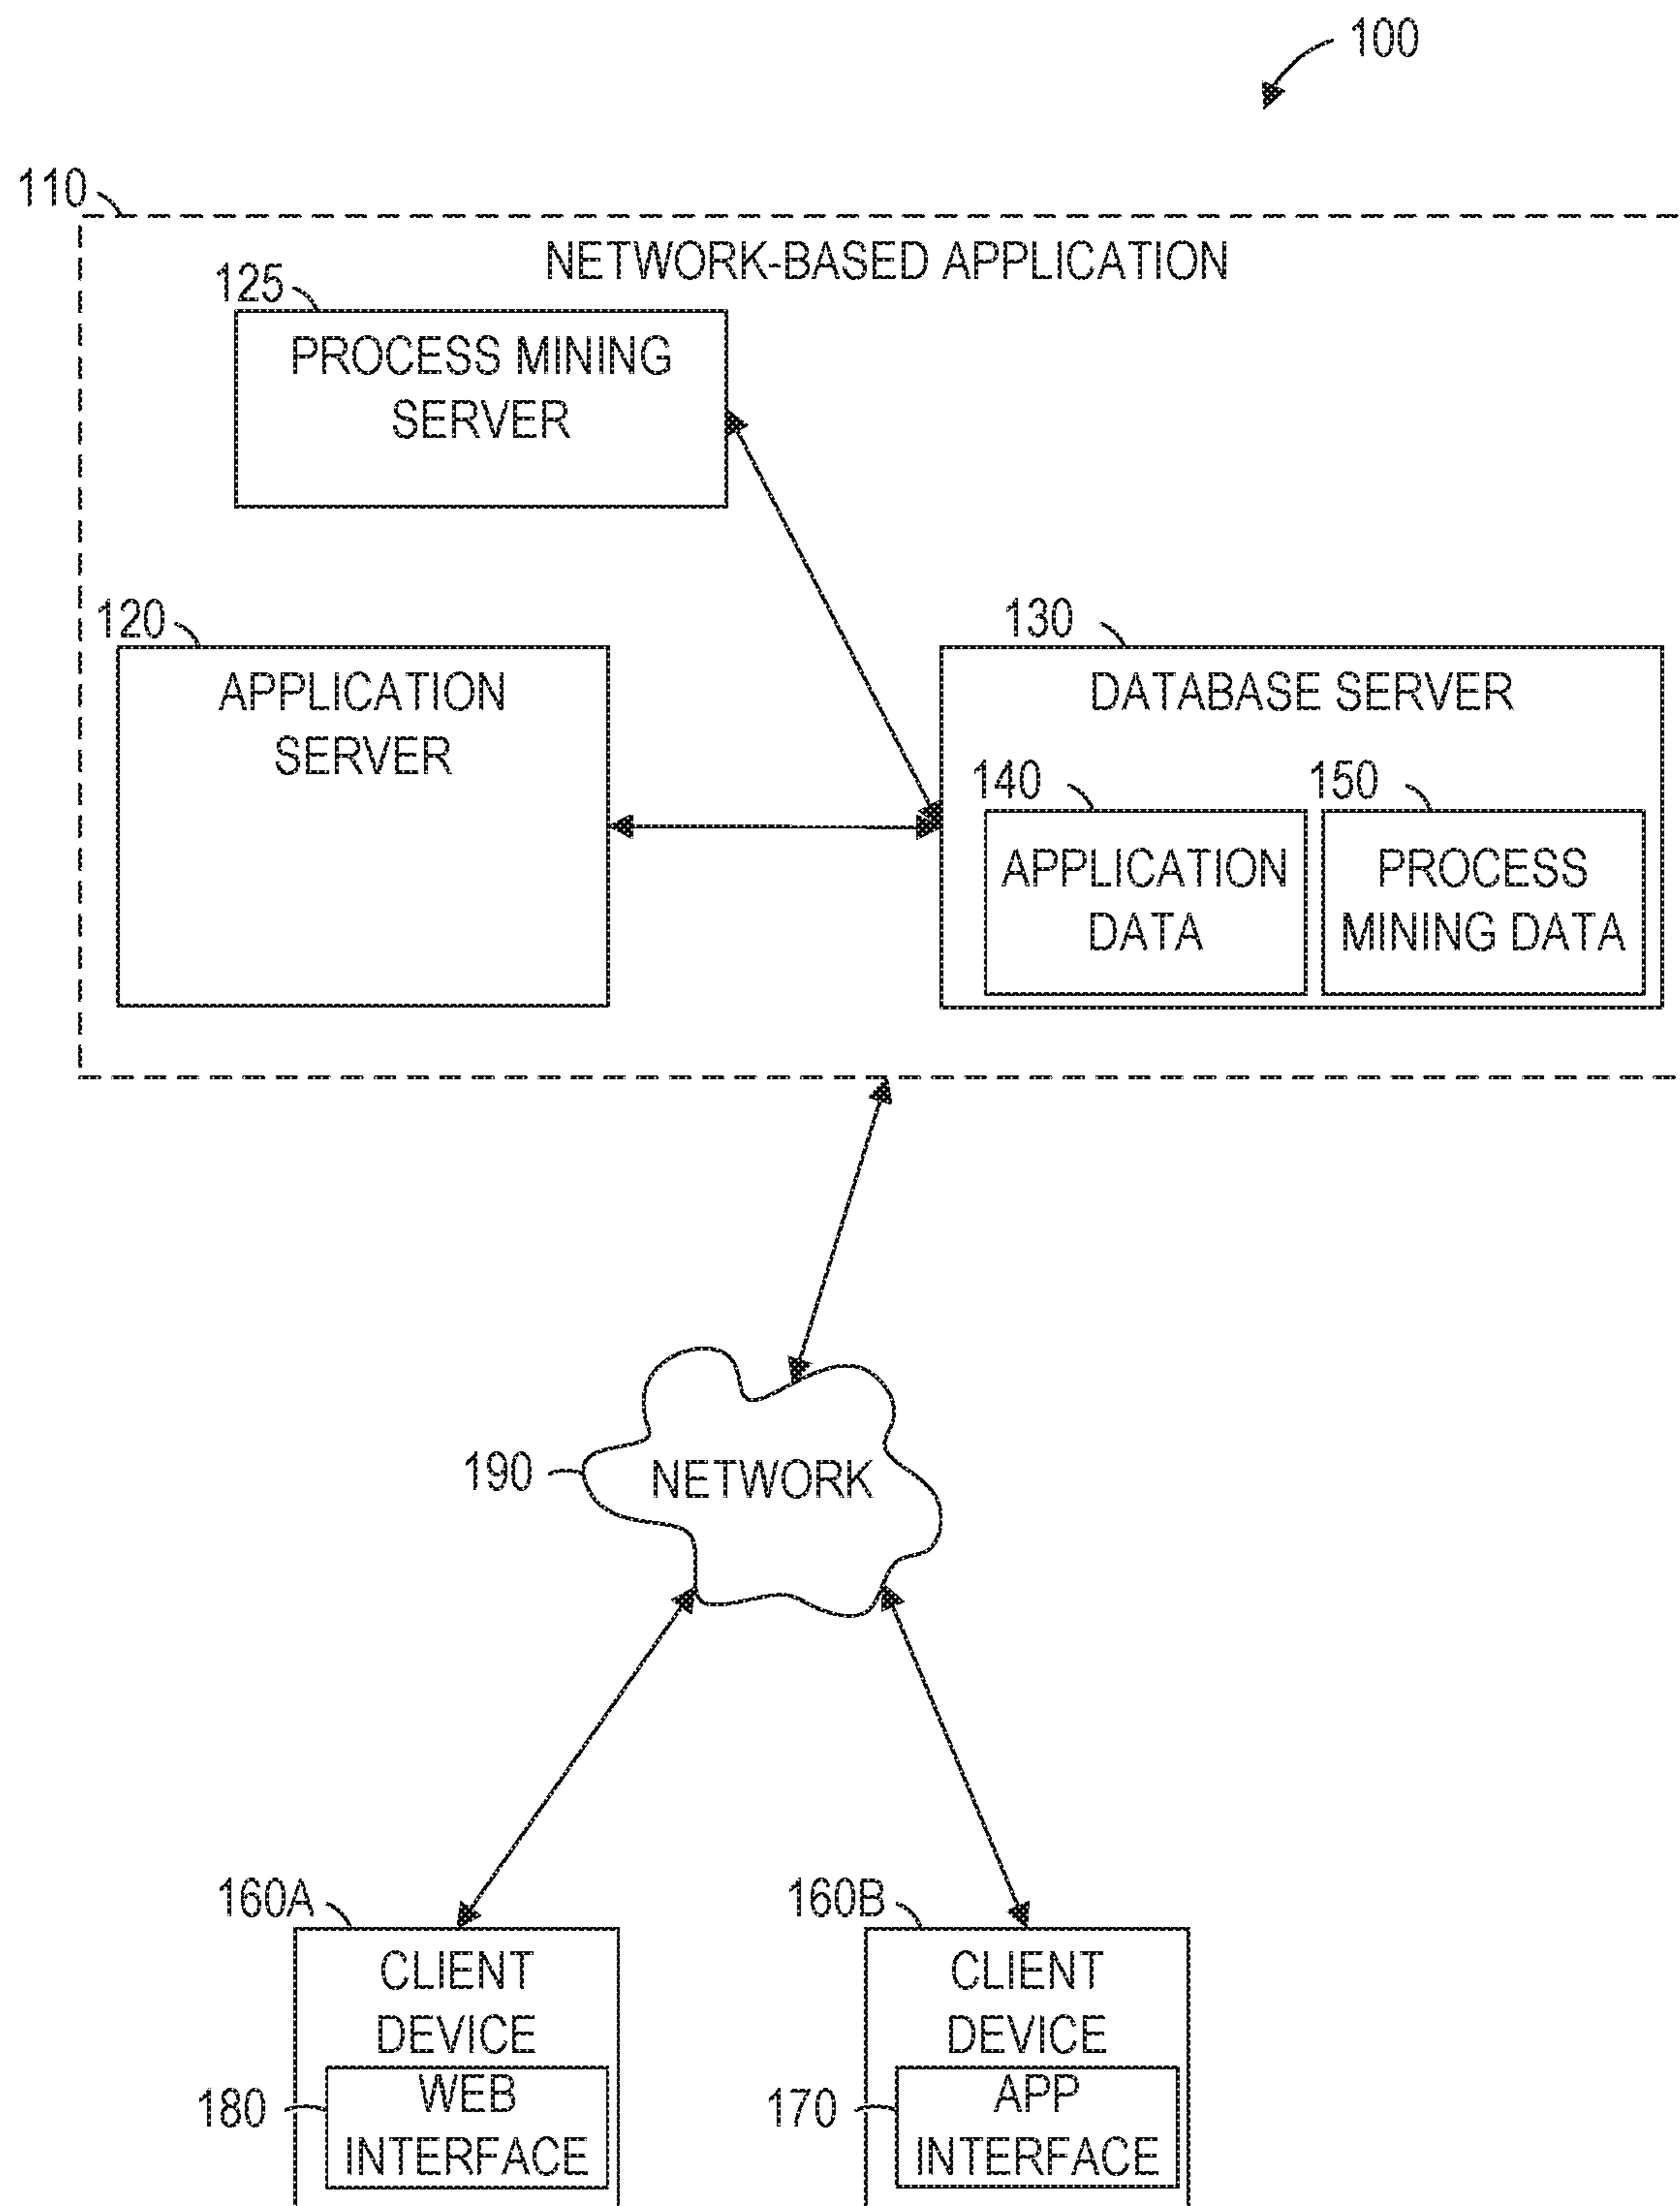 100
110
NETWORK-BASED APPLICATION
125
PROCESS MINING
SERVER
120
APPLICATION
SERVER
130
DATABASE SERVER
140
APPLICATION
DATA
150
PROCESS
MINING DATA
190
NETWORK
160A
CLIENT
DEVICE
180
WEB
INTERFACE
160B
CLIENT
DEVICE
170
APP
INTERFACE